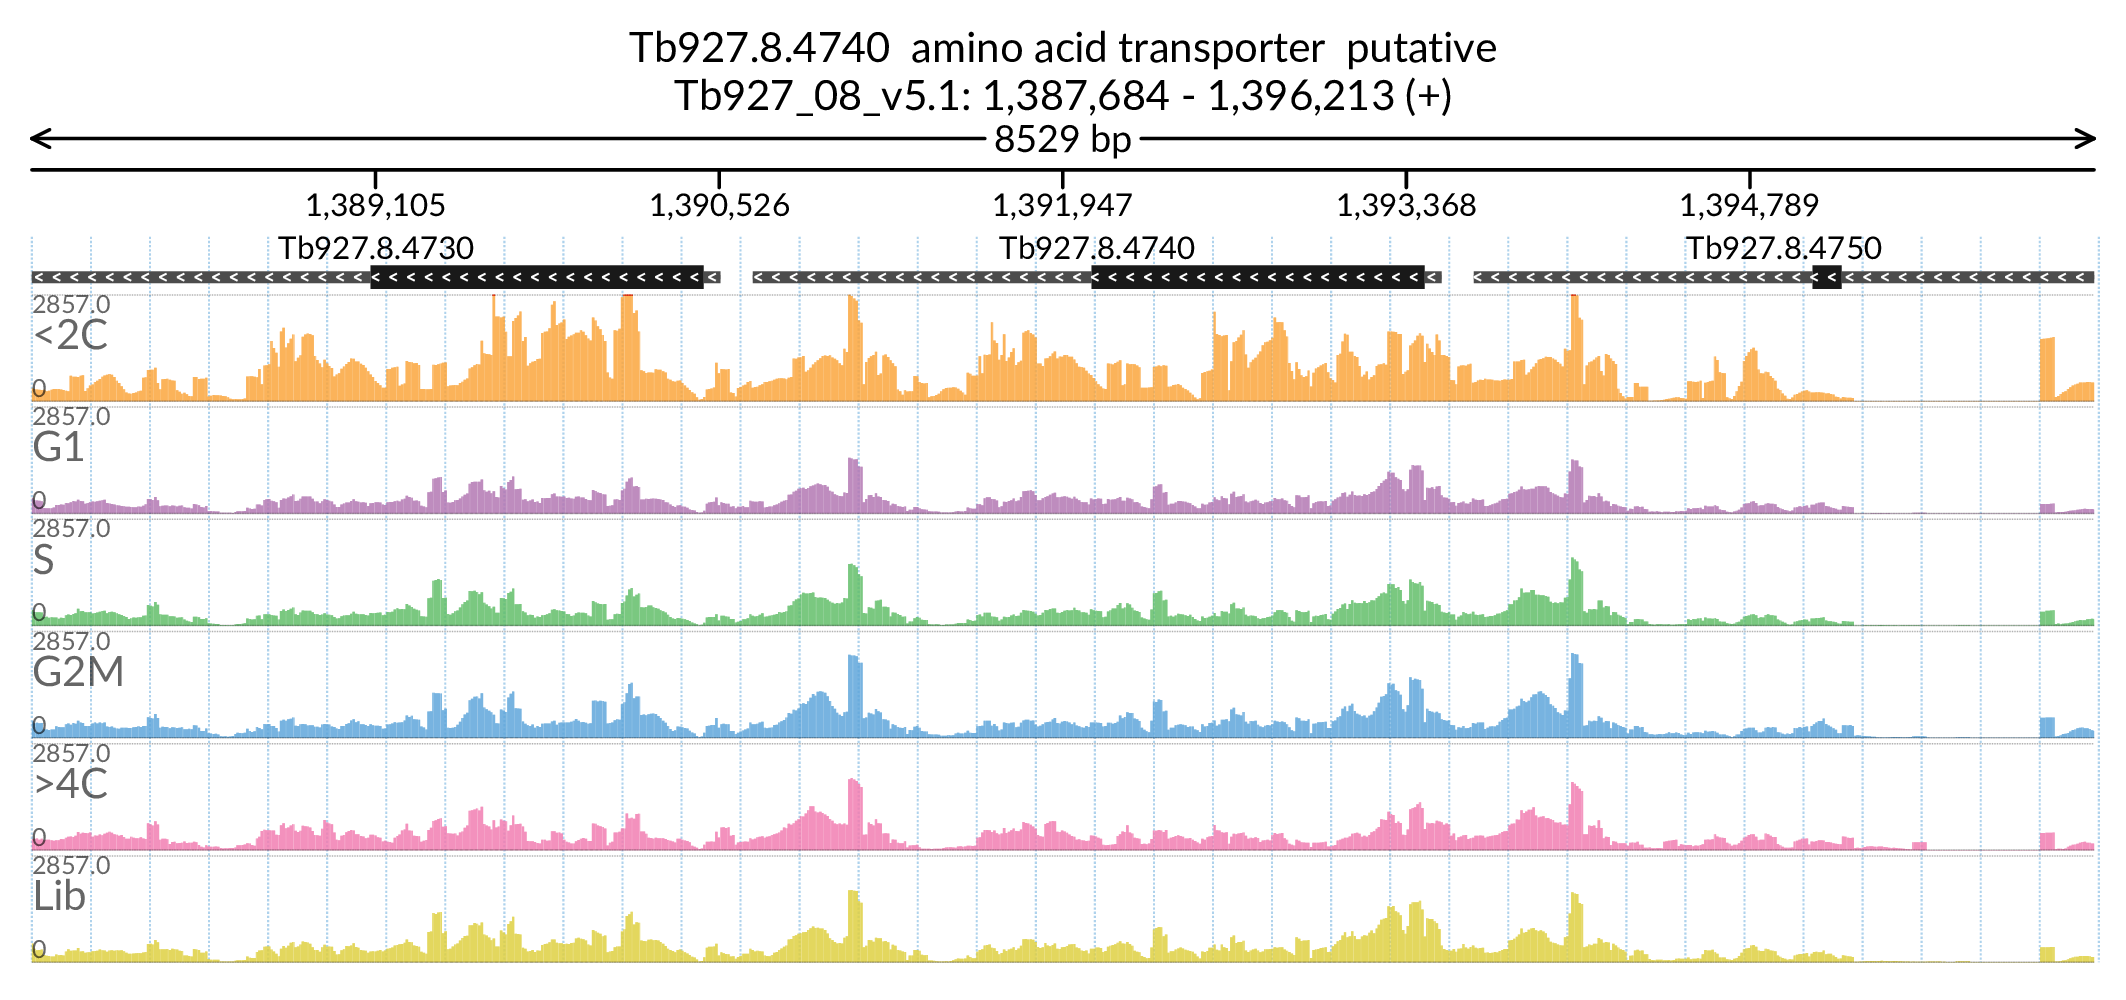 Tb927.8.4740  amino acid transporter  putative
Tb927_08_v5.1: 1,387,684 - 1,396,213 (+)
8529 bp
1,389,105 1,390,526 1,391,947 1,393,368 1,394,789
Tb927.8.4730 Tb927.8.4740 Tb927.8.4750
2857.0
<2C
0
2857.0
G1
0
2857.0
S
0
2857.0
G2M
0
2857.0
>4C
0
2857.0
Lib
0